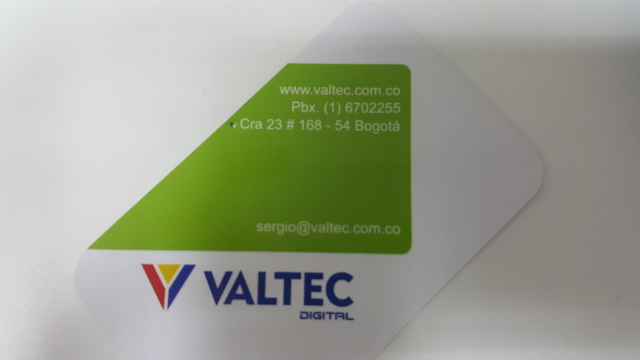 www.valtec.com.co
Pbx. (1) 6702255
Cra 23 # 168 - 54 Bogotá
sergio@valtec.com.co
VALTEC
DIGITAL